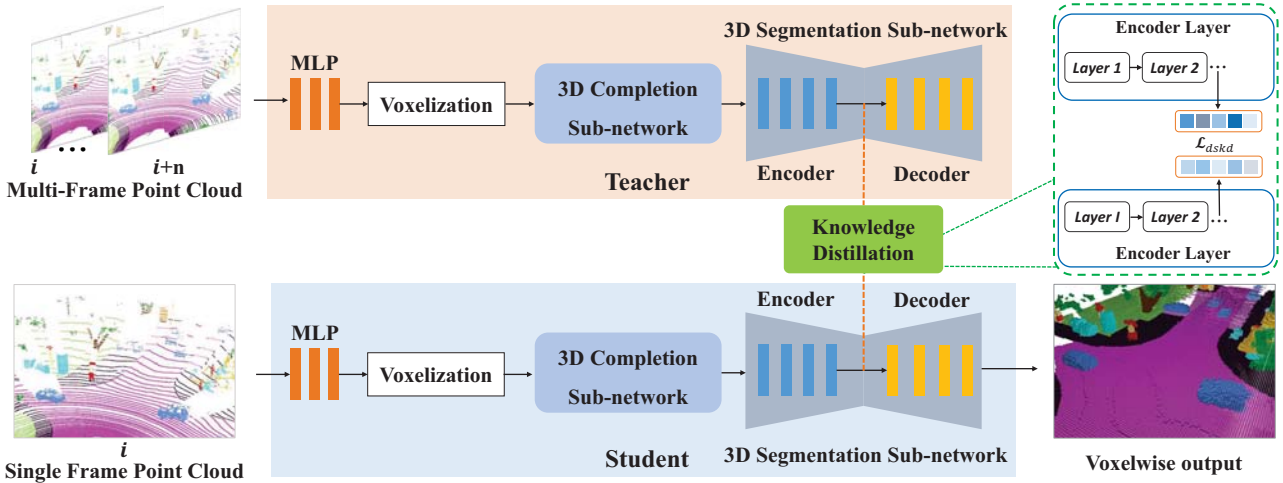 i
...
i+n
Multi-Frame Point Cloud
MLP
Voxelization
3D Completion
Sub-network
3D Segmentation Sub-network
Encoder
Decoder
Teacher
Knowledge
Distillation
Encoder Layer
Layer 1
Layer 2
...
ℒdskd
Layer l
Layer 2
...
Encoder Layer
i
Single Frame Point Cloud
MLP
Voxelization
3D Completion
Sub-network
Encoder
Decoder
3D Segmentation Sub-network
Student
Voxelwise output